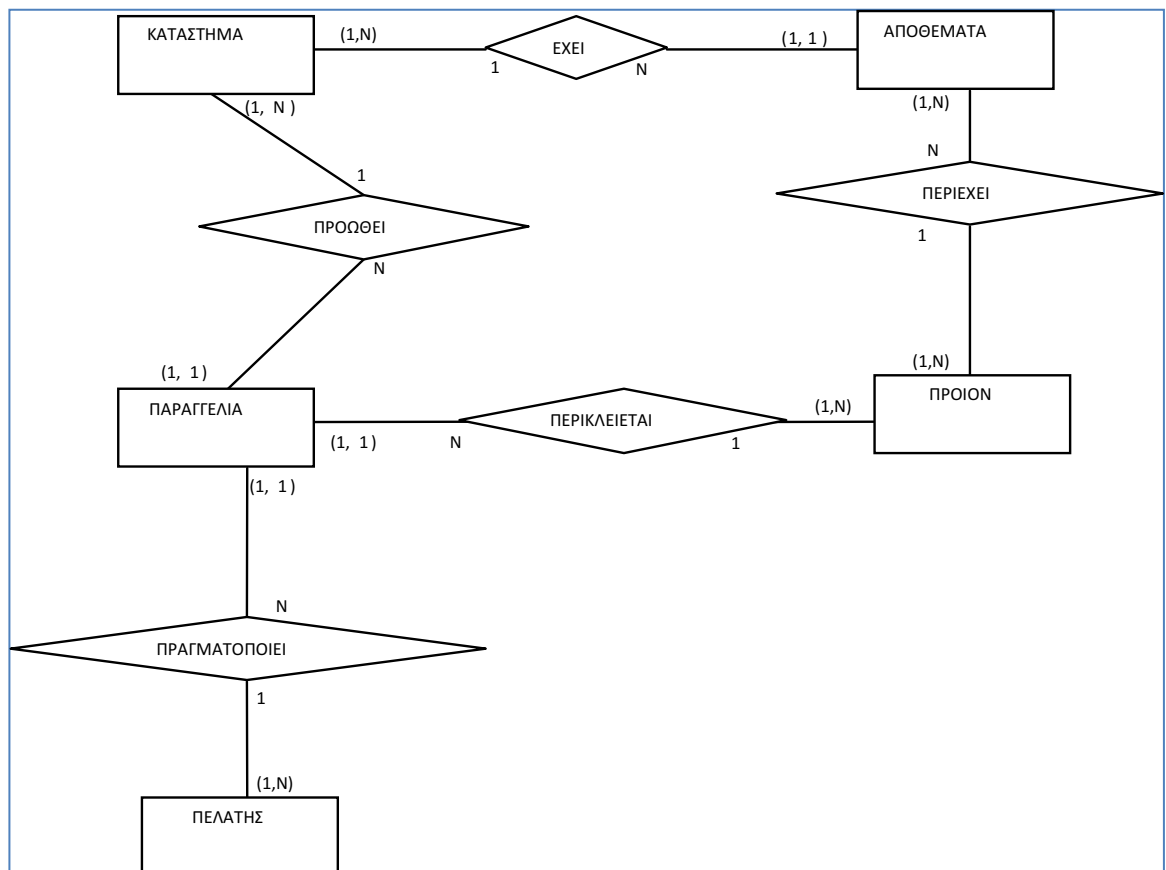 ΚΑΤΑΣΤΗΜΑ
(1,N)
1
ΕΧΕΙ
N
(1, 1 )
ΑΠΟΘΕΜΑΤΑ
(1, N )
(1,N)
1
N
ΠΡΟΩΘΕΙ
ΠΕΡΙΕΧΕΙ
N
1
(1, 1)
(1,N)
ΠΑΡΑΓΓΕΛΙΑ
(1, 1)
N
ΠΕΡΙΚΛΕΙΕΤΑΙ
1
(1,N)
ΠΡΟΙΟΝ
(1, 1)
N
ΠΡΑΓΜΑΤΟΠΟΙΕΙ
1
(1,N)
ΠΕΛΑΤΗΣ